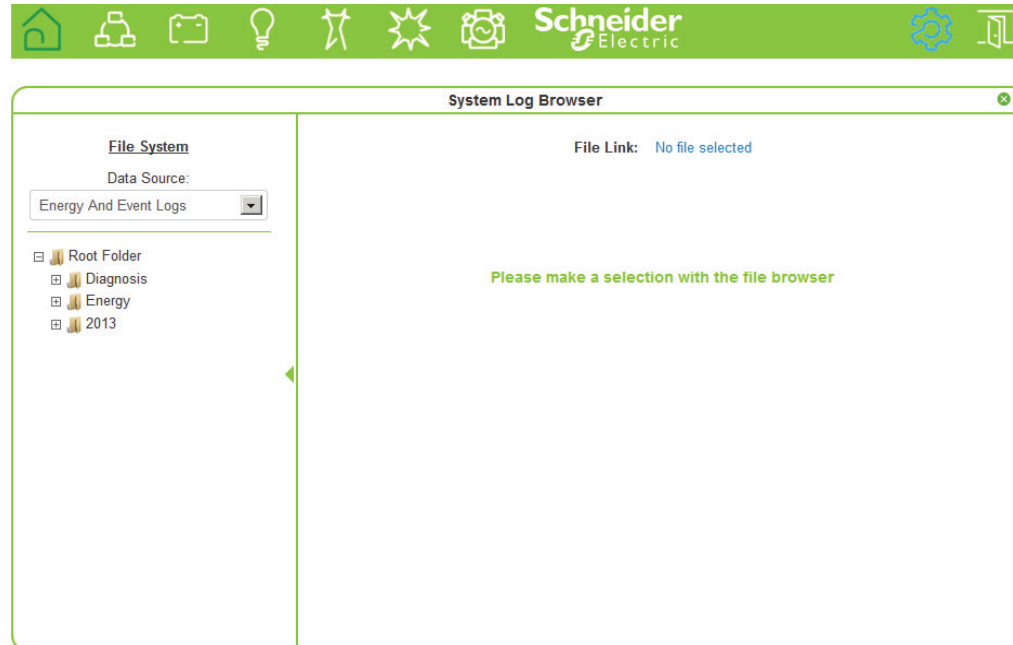 Schneider
Electric
System Log Browser
File System
Data Source:
Energy And Event Logs
Root Folder
Diagnosis
Energy
2013
File Link: No file selected
Please make a selection with the file browser